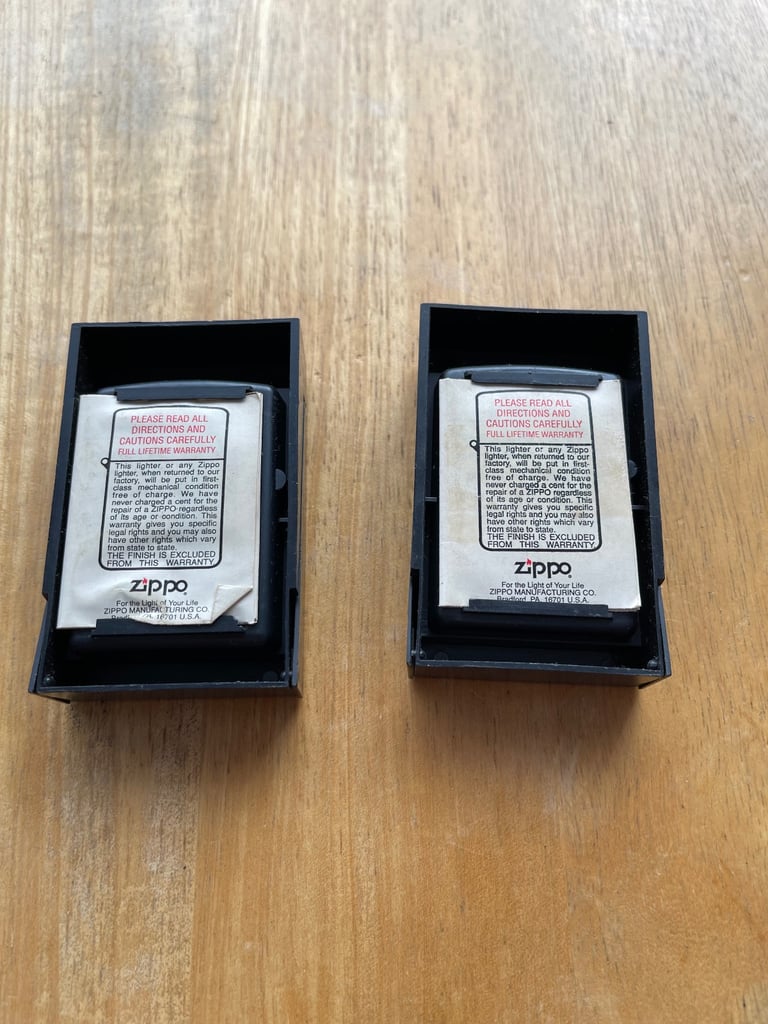 PLEASE READ ALL
DIRECTIONS AND
CAUTIONS CAREFULLY
FULL LIFETIME WARRANTY
This lighter or any Zippo
lighter, when returned to our
factory, will be put in first-
class mechanical condition
free of charge. We have
never charged a cent for the
repair of a ZIPPO regardless
of its age or condition. This
warranty gives you specific
legal rights and you may also
have other rights which vary
from state to state.
THE FINISH IS EXCLUDED
FROM THIS WARRANTY
zippo
For the Light of Your Life
ZIPPO MANUFACTURING CO.
PA. 16701 U.S.A.
PLEASE READ ALL
DIRECTIONS AND
CAUTIONS CAREFULLY
FULL LIFETIME WARRANTY
This lighter or any Zippo
lighter, when returned to our
factory, will be put in first-
class mechanical condition
free of charge. We have
never charged a cent for the
repair of a ZIPPO regardless
of its age or condition. This
warranty gives you specific
legal rights and you may also
have other rights which vary
from state to state.
THE FINISH IS EXCLUDED
FROM THIS WARRANTY
zippo
For the Light of Your Life
ZIPPO MANUFACTURING CO.
Bradford, PA. 16701 U.S.A.